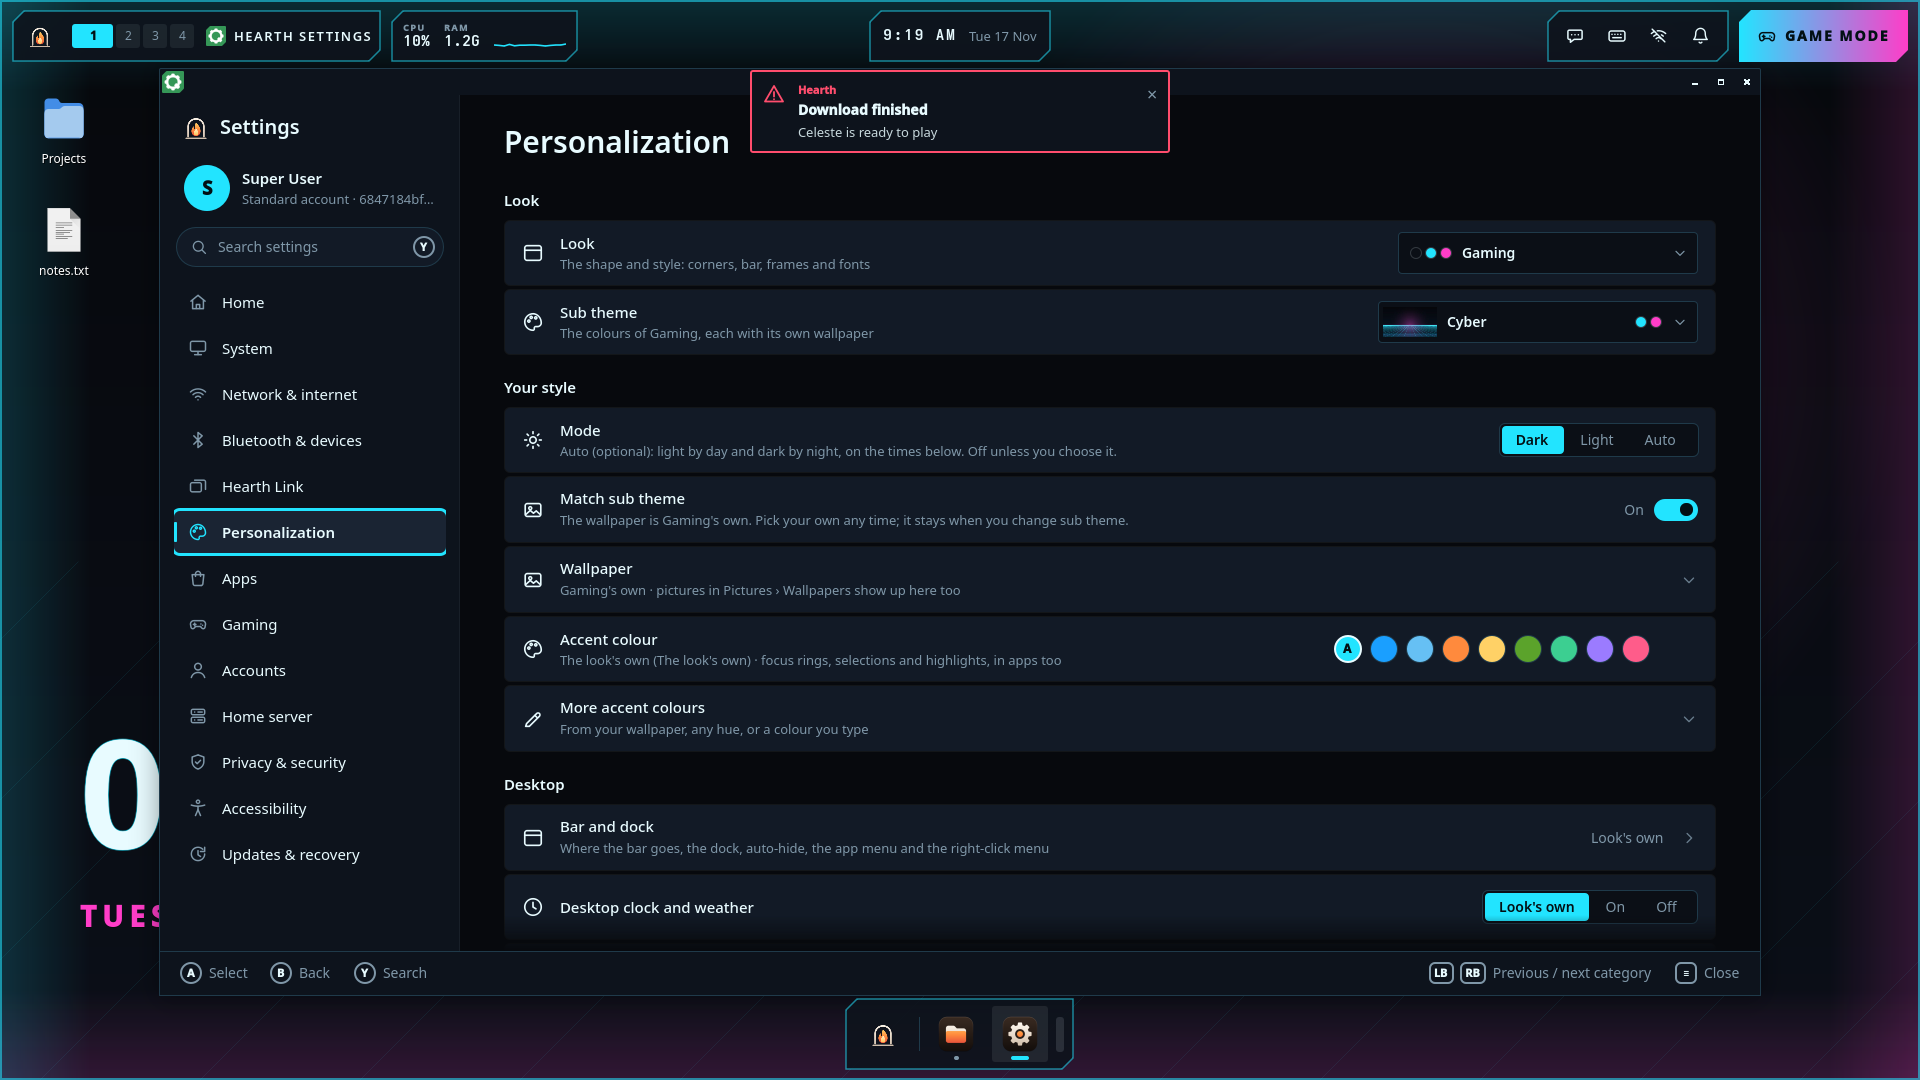 1 2 3 4 HEARTH SETTINGS
CPU RAM
10% 1.2G
9:19 AM Tue 17 Nov
GAME MODE
Projects
notes.txt
0
TUES
Hearth
Download finished
Celeste is ready to play
Settings
S
Super User
Standard account · 6847184bf...
Search settings Y
Home
System
Network & internet
Bluetooth & devices
Hearth Link
Personalization
Apps
Gaming
Accounts
Home server
Privacy & security
Accessibility
Updates & recovery
Personalization
Look
Look
The shape and style: corners, bar, frames and fonts
Gaming
Sub theme
The colours of Gaming, each with its own wallpaper
Cyber
Your style
Mode
Auto (optional): light by day and dark by night, on the times below. Off unless you choose it.
Dark Light Auto
Match sub theme
The wallpaper is Gaming's own. Pick your own any time; it stays when you change sub theme.
On
Wallpaper
Gaming's own · pictures in Pictures › Wallpapers show up here too
Accent colour
The look's own (The look's own) · focus rings, selections and highlights, in apps too
A
More accent colours
From your wallpaper, any hue, or a colour you type
Desktop
Bar and dock
Where the bar goes, the dock, auto-hide, the app menu and the right-click menu
Look's own
Desktop clock and weather
Look's own On Off
A Select B Back Y Search
LB RB Previous / next category ≡ Close